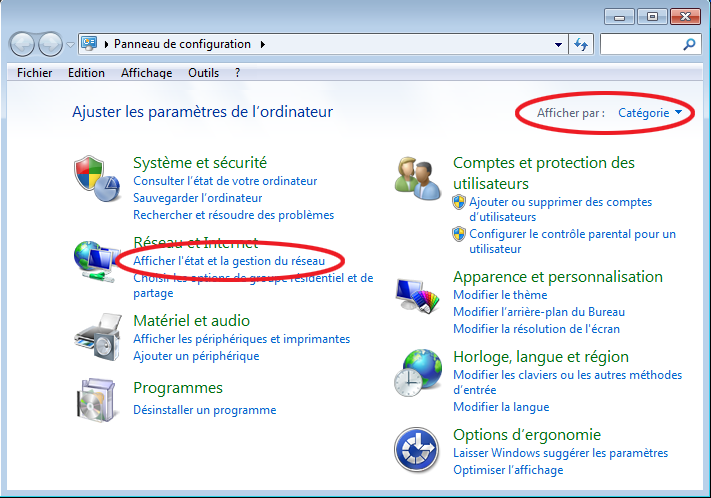 Panneau de configuration
Fichier Edition Affichage Outils ?
Ajuster les paramètres de l'ordinateur
Afficher par : Catégorie
Système et sécurité
Consulter l'état de votre ordinateur
Sauvegarder l'ordinateur
Rechercher et résoudre des problèmes
Réseau et Internet
Afficher l'état et la gestion du réseau
Choisir les options de groupe résidentiel et de
partage
Matériel et audio
Afficher les périphériques et imprimantes
Ajouter un périphérique
Programmes
Désinstaller un programme
Comptes et protection des
utilisateurs
Ajouter ou supprimer des comptes
d'utilisateurs
Configurer le contrôle parental pour un
utilisateur
Apparence et personnalisation
Modifier le thème
Modifier l'arrière-plan du Bureau
Modifier la résolution de l'écran
Horloge, langue et région
Modifier les claviers ou les autres méthodes
d'entrée
Modifier la langue
Options d'ergonomie
Laisser Windows suggérer les paramètres
Optimiser l'affichage